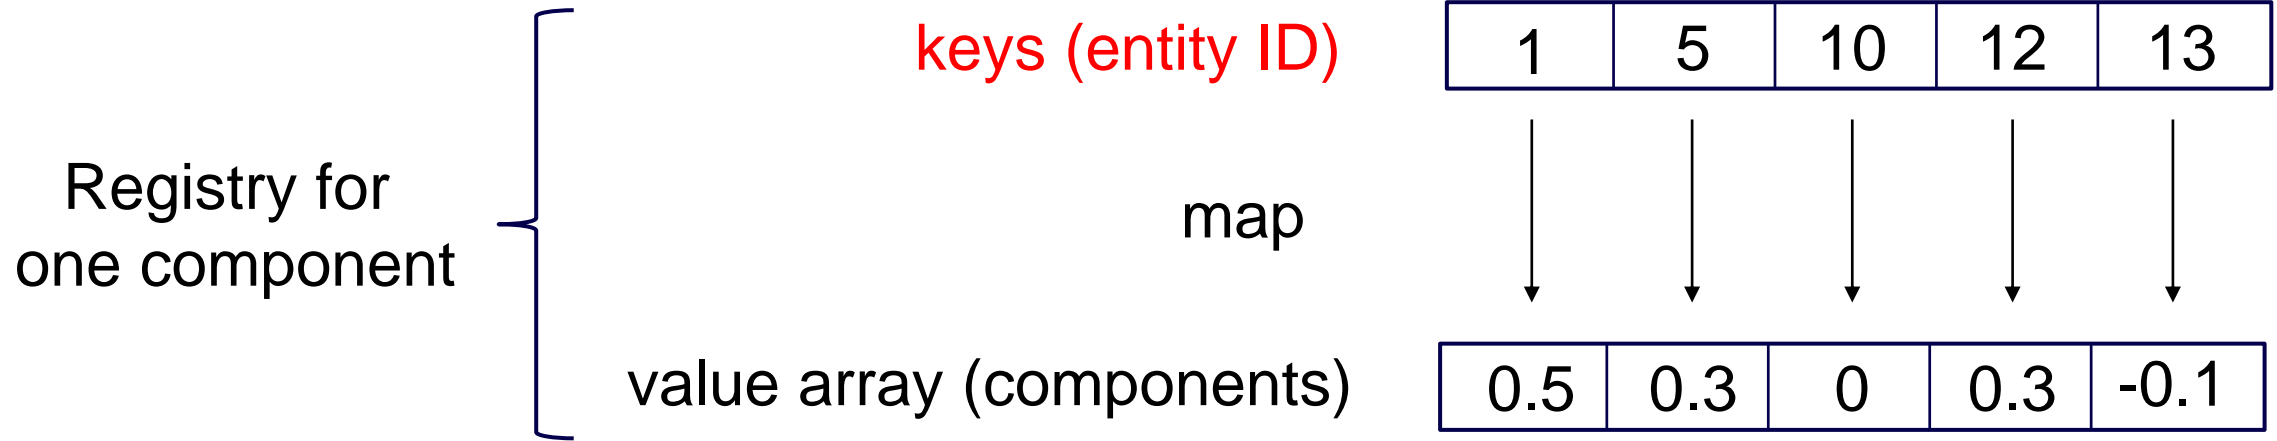 keys (entity ID)
1 5 10 12 13
Registry for
one component
map
value array (components)
0.5 0.3 0 0.3 -0.1